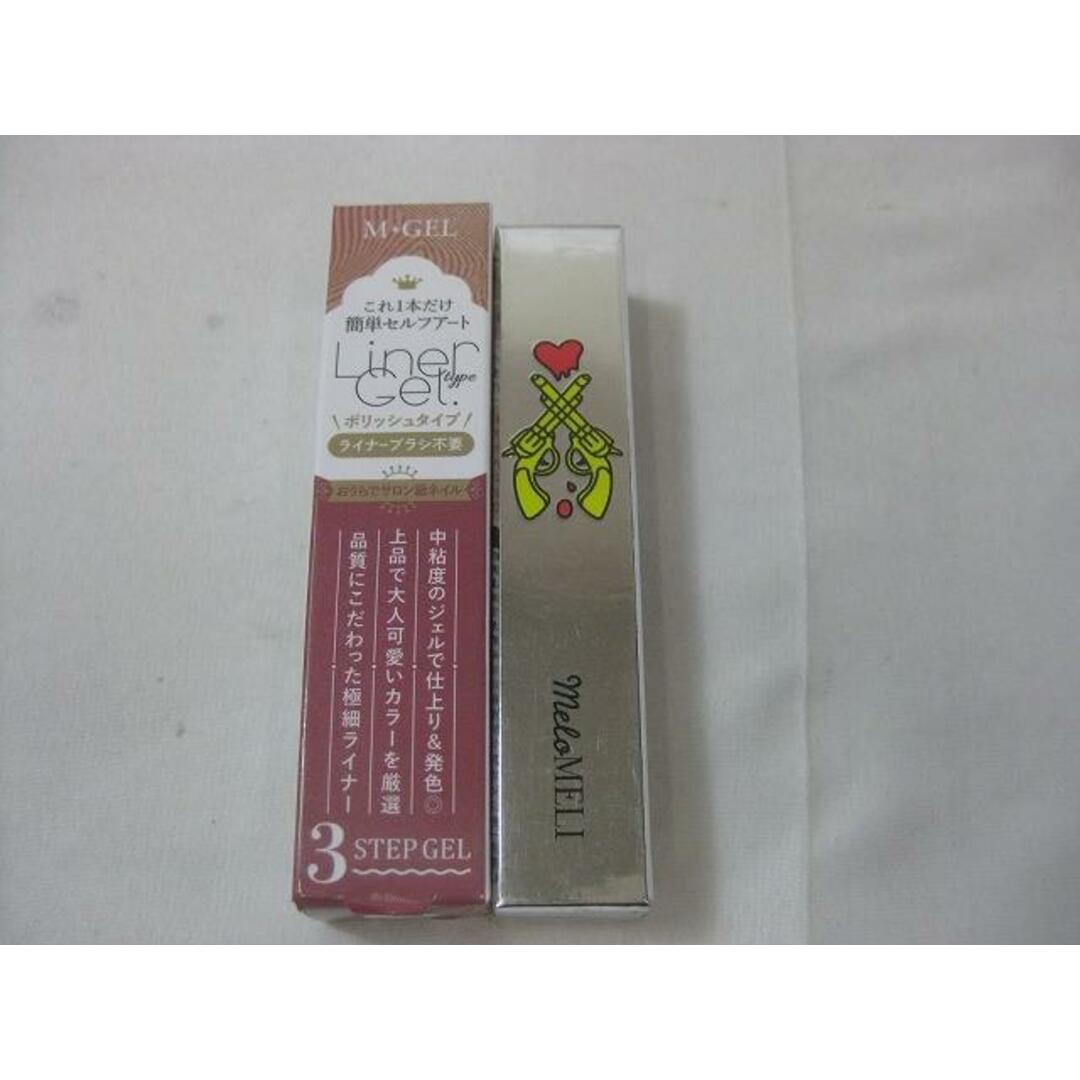 M・GEL
これ1本だけ
簡単セルフアート
Liner
type
Gel.
\ポリッシュタイプ/
ライナーブラシ不要
おうちでサロン級ネイル
中粘度のジェルで仕上り&発色◎
上品で大人可愛いカラーを厳選
品質にこだわった極細ライナー
3 STEP GEL
MeloMELI